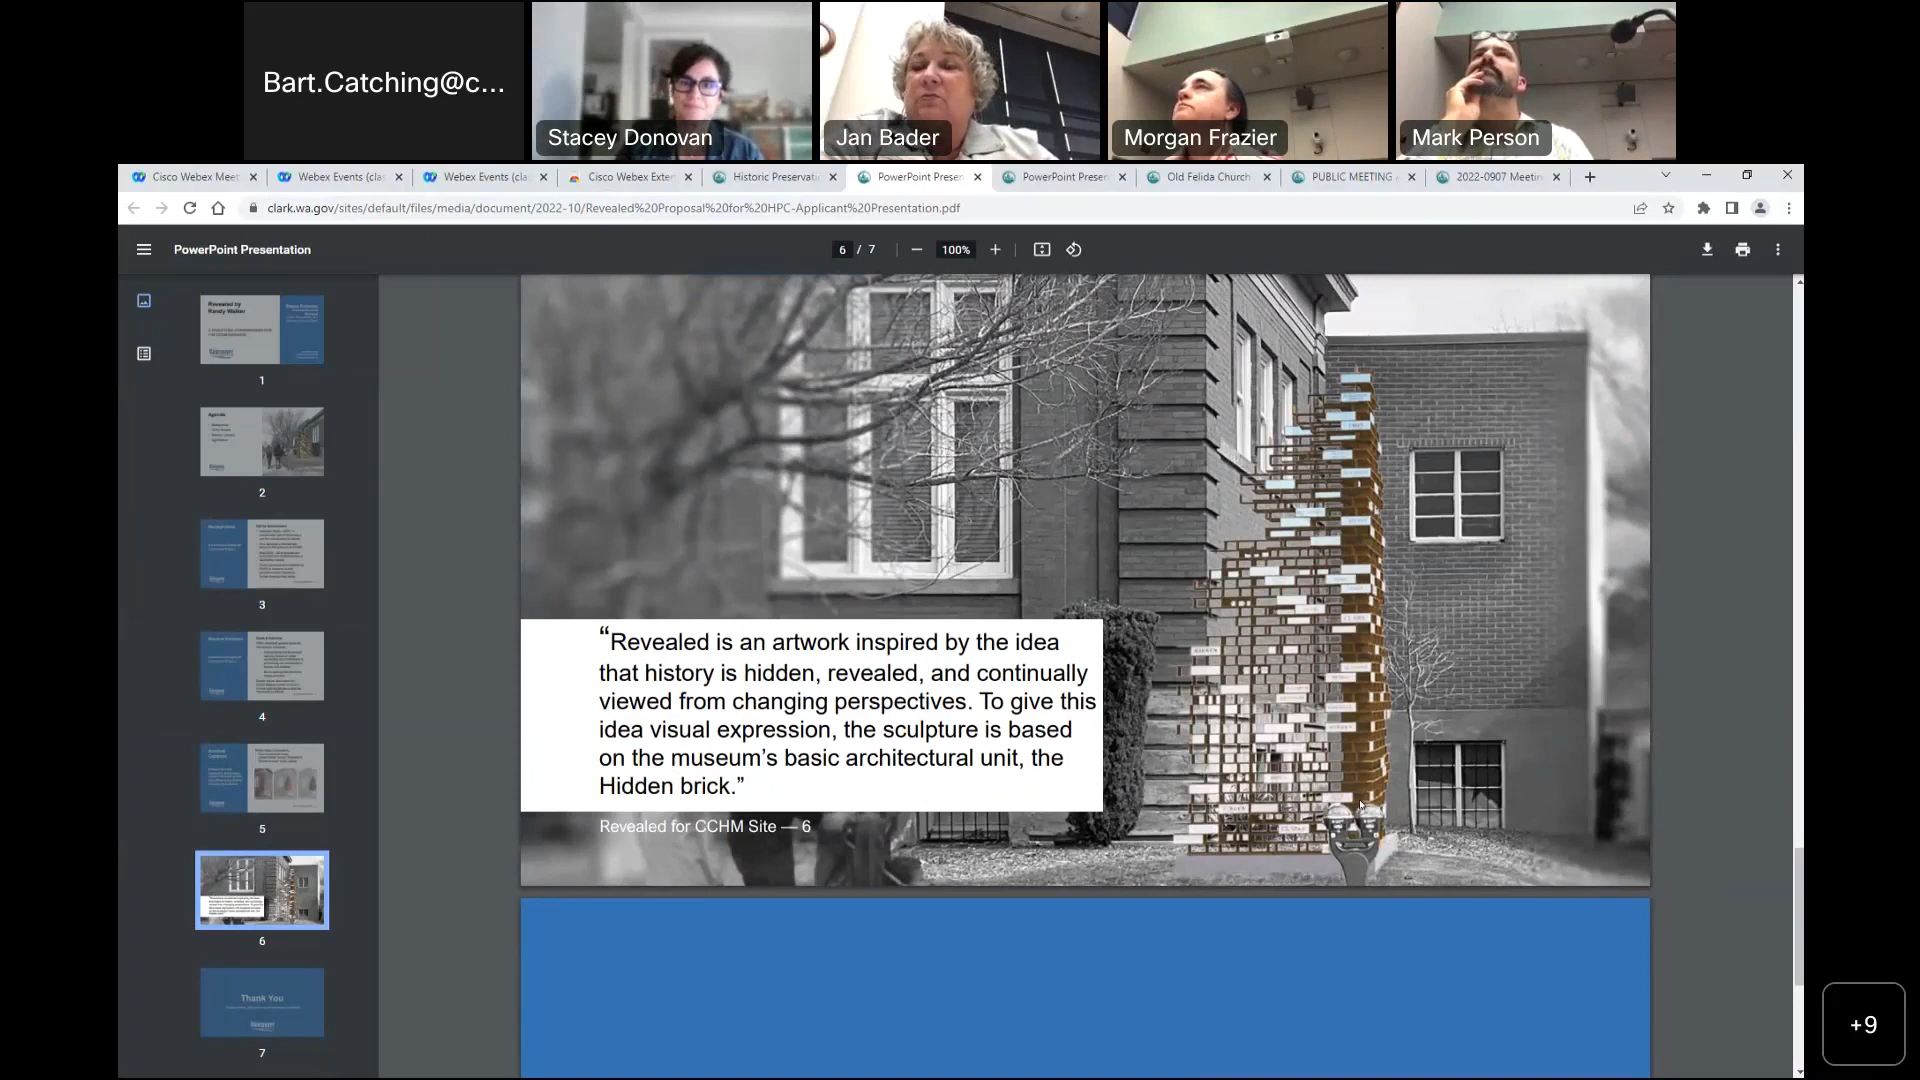 Bart.Catching@c...
Stacey Donovan
Jan Bader
Morgan Frazier
Mark Person
Cisco Webex Meet
Webex Events (cla
Webex Events (cla
Cisco Webex Exten
Historic Preservati
PowerPoint Presen
PowerPoint Presen
Old Felida Church
PUBLIC MEETING
2022-0907 Meetin
clark.wa.gov/sites/default/files/media/document/2022-10/Revealed%20Proposal%20for%20HPC-Applicant%20Presentation.pdf
PowerPoint Presentation
6 / 7
100%
Revealed by
Randy Walker
1
Agenda
2
3
4
5
6
Thank You
7
“Revealed is an artwork inspired by the idea
that history is hidden, revealed, and continually
viewed from changing perspectives. To give this
idea visual expression, the sculpture is based
on the museum’s basic architectural unit, the
Hidden brick.”
Revealed for CCHM Site — 6
+9